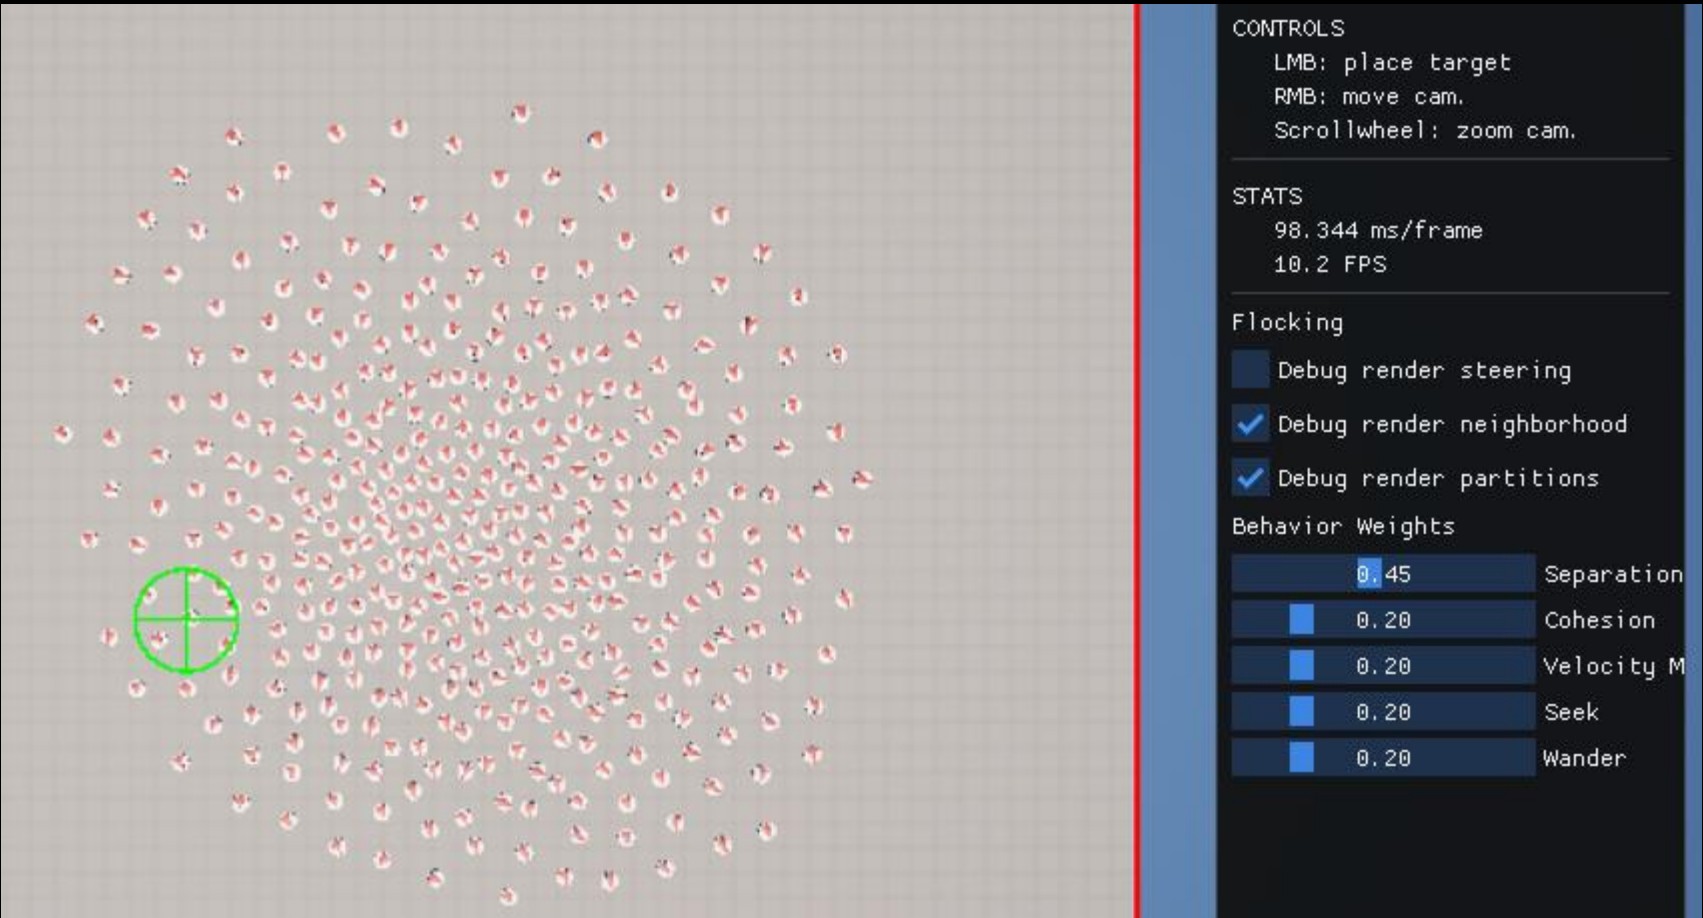 CONTROLS
LMB: place target
RMB: move cam.
Scrollwheel: zoom cam.
STATS
98.344 ms/frame
10.2 FPS
Flocking
Debug render steering
Debug render neighborhood
Debug render partitions
Behavior Weights
0.45 Separation
0.20 Cohesion
0.20 Velocity M
0.20 Seek
0.20 Wander